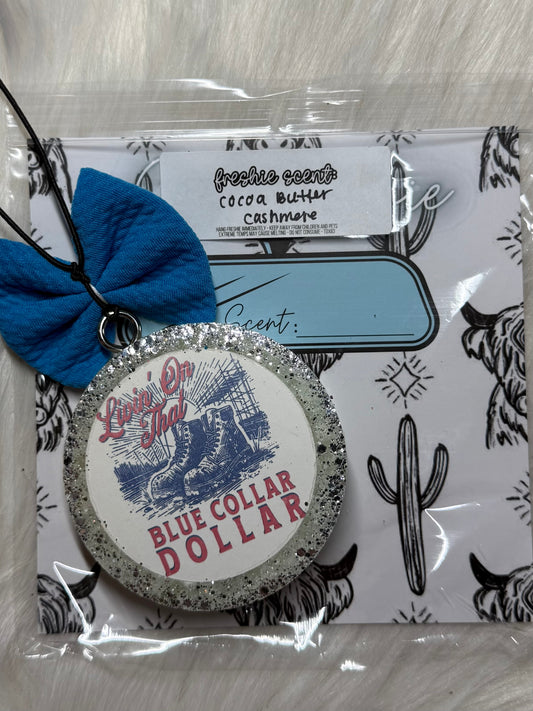 freshie scent:
cocoa Butter
cashmere
HANG FRESHIE IMMEDIATELY - KEEP AWAY FROM CHILDREN AND PETS
EXTREME TEMPS MAY CAUSE MELTING - DO NOT CONSUME - TOXIC!
Scent:
Livin' On
That
BLUE COLLAR
DOLLAR